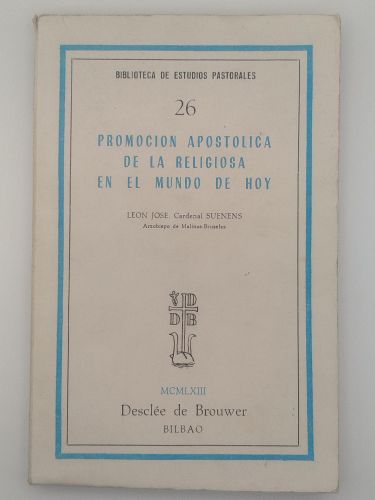 BIBLIOTECA DE ESTUDIOS PASTORALES
26
PROMOCION APOSTOLICA
DE LA RELIGIOSA
EN EL MUNDO DE HOY
LEON JOSE, Cardenal SUENENS
Arzobispo de Malinas-Bruselas
D D
D B
MCMLXIII
Desclée de Brouwer
BILBAO